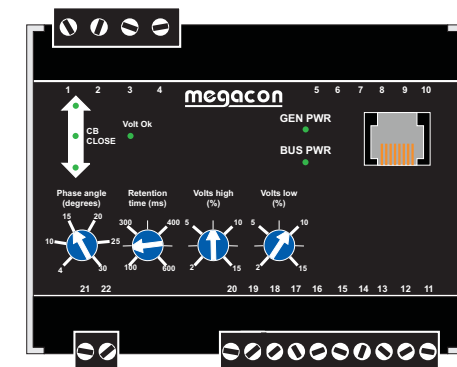 1 2 3 4 megacon 5 6 7 8 9 10
GEN PWR
Volt Ok
CB
CLOSE
BUS PWR
Phase angle
(degrees)
Retention
time (ms)
Volts high
(%)
Volts low
(%)
15 20
10 25
4 30
300 400
100 600
5 10
2 15
5 10
2 15
21 22 20 19 18 17 16 15 14 13 12 11